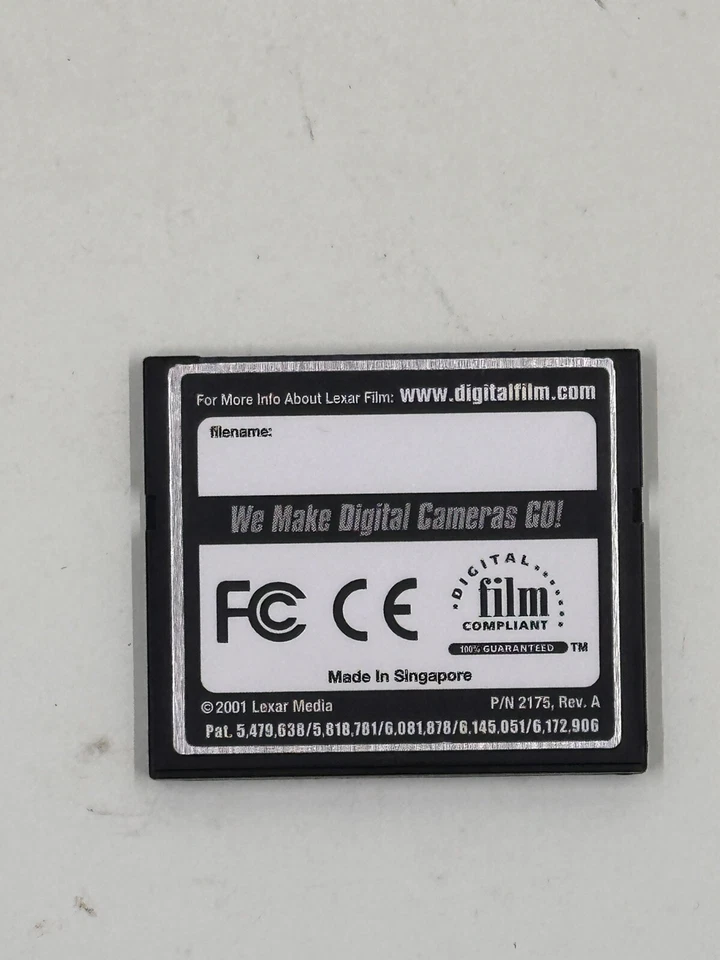 For More Info About Lexar Film: www.digitalfilm.com
filename:
We Make Digital Cameras GO!
FC CE
DIGITAL
film
COMPLIANT
100% GUARANTEED TM
Made In Singapore
©2001 Lexar Media P/N 2175, Rev. A
Pat. 5,479,638/5,818,781/6,081,878/6,145,051/6,172,906